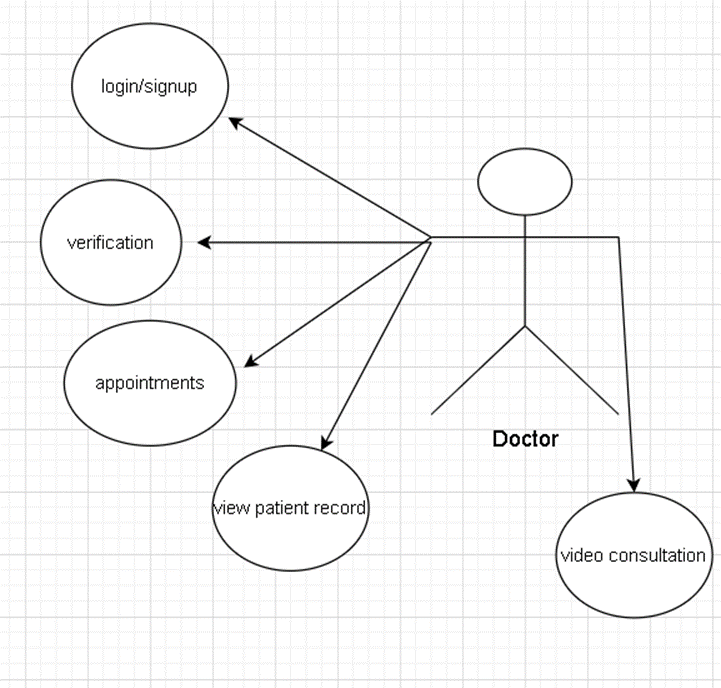 login/signup
verification
appointments
Doctor
view patient record
video consultation